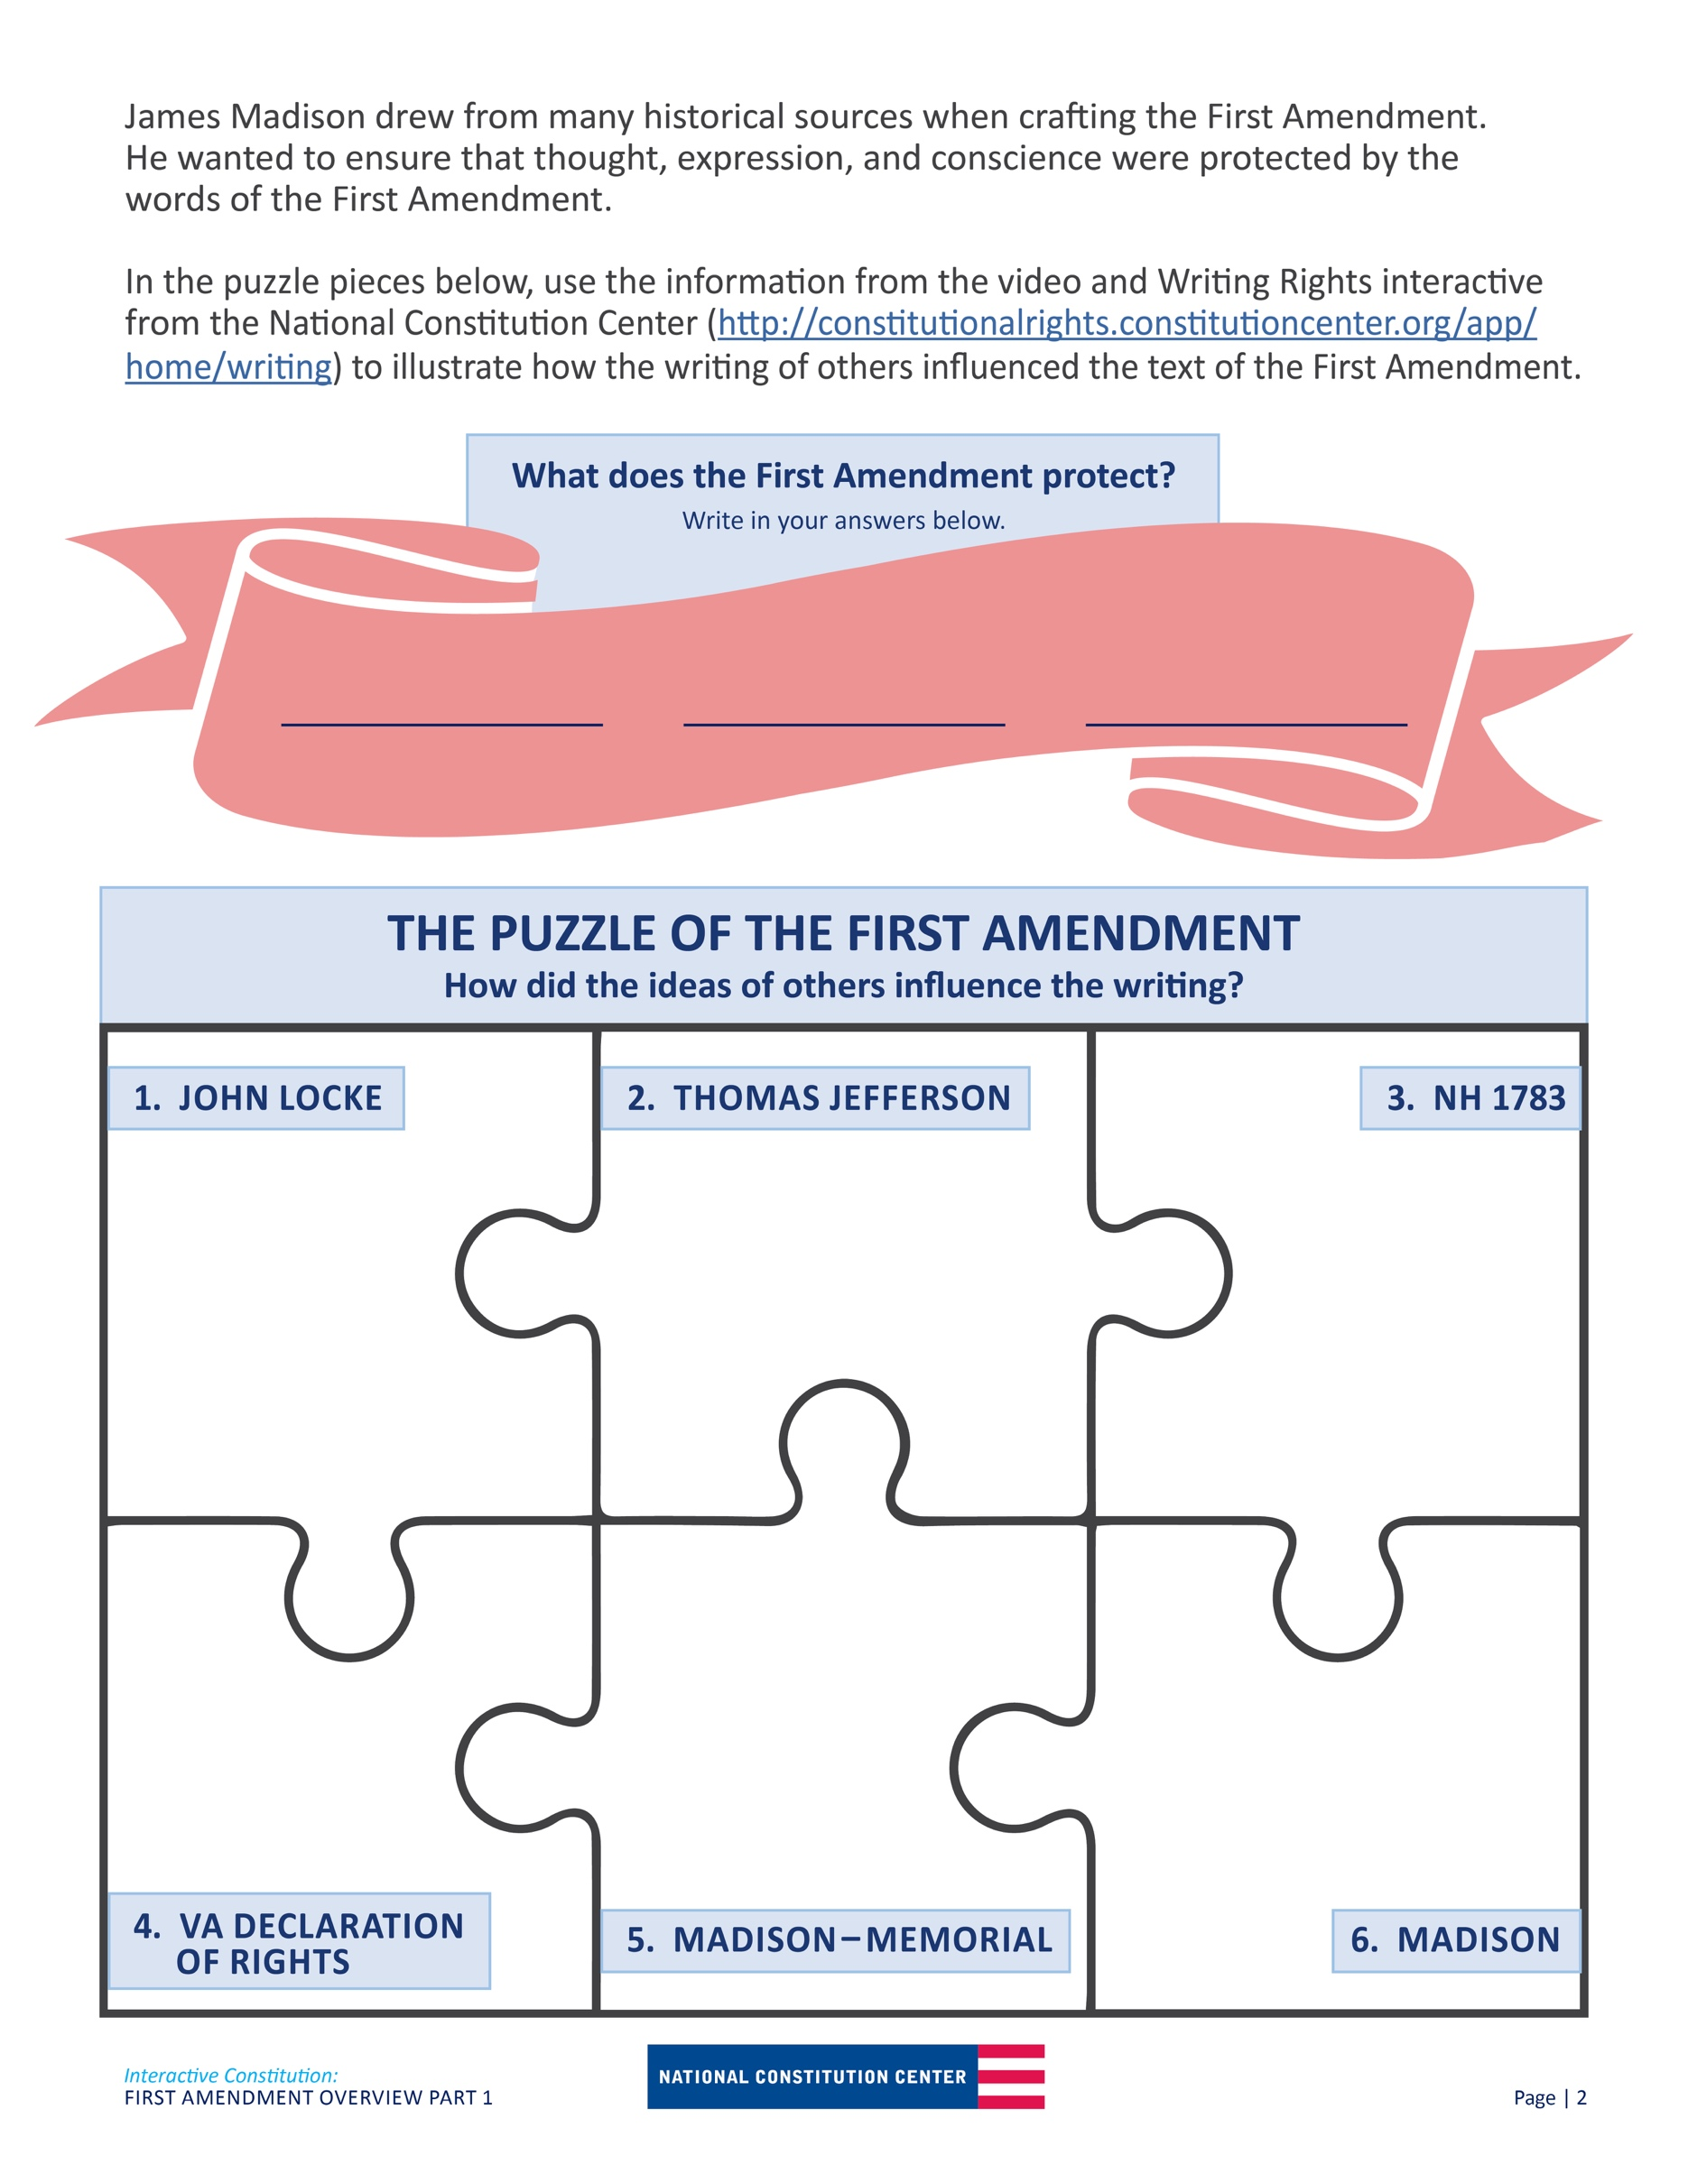 James Madison drew from many historical sources when crafting the First Amendment.
He wanted to ensure that thought, expression, and conscience were protected by the
words of the First Amendment.
In the puzzle pieces below, use the information from the video and Writing Rights interactive
from the National Constitution Center (http://constitutionalrights.constitutioncenter.org/app/
home/writing) to illustrate how the writing of others influenced the text of the First Amendment.
What does the First Amendment protect?
Write in your answers below.
THE PUZZLE OF THE FIRST AMENDMENT
How did the ideas of others influence the writing?
1. JOHN LOCKE
2. THOMAS JEFFERSON
3. NH 1783
4. VA DECLARATION
OF RIGHTS
5. MADISON–MEMORIAL
6. MADISON
Interactive Constitution:
FIRST AMENDMENT OVERVIEW PART 1
NATIONAL CONSTITUTION CENTER
Page | 2